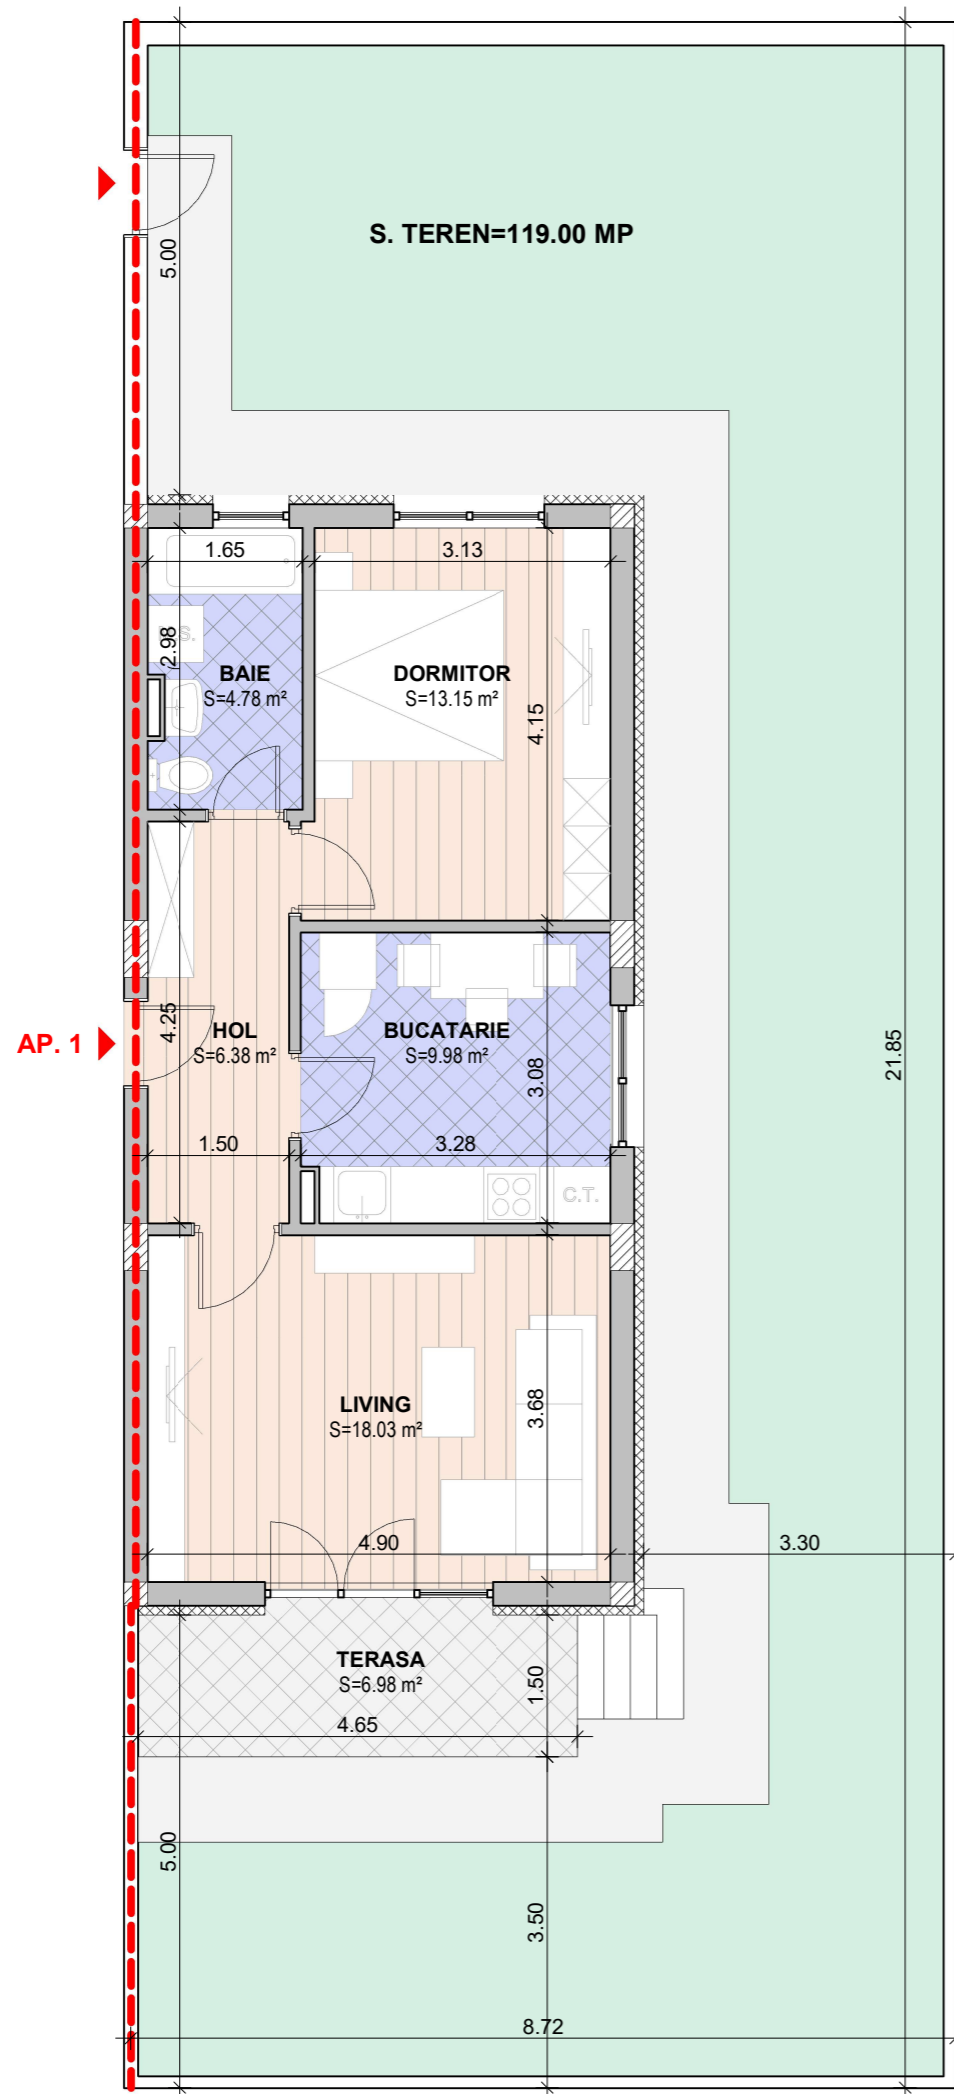 5.00
S. TEREN=119.00 MP
1.65
3.13
2.98
BAIE
S=4.78 m²
DORMITOR
S=13.15 m²
4.15
AP. 1
4.25
HOL
S=6.38 m²
BUCATARIE
S=9.98 m²
3.08
21.85
1.50
3.28
C.T.
LIVING
S=18.03 m²
3.68
4.90
3.30
TERASA
S=6.98 m²
1.50
4.65
5.00
3.50
8.72